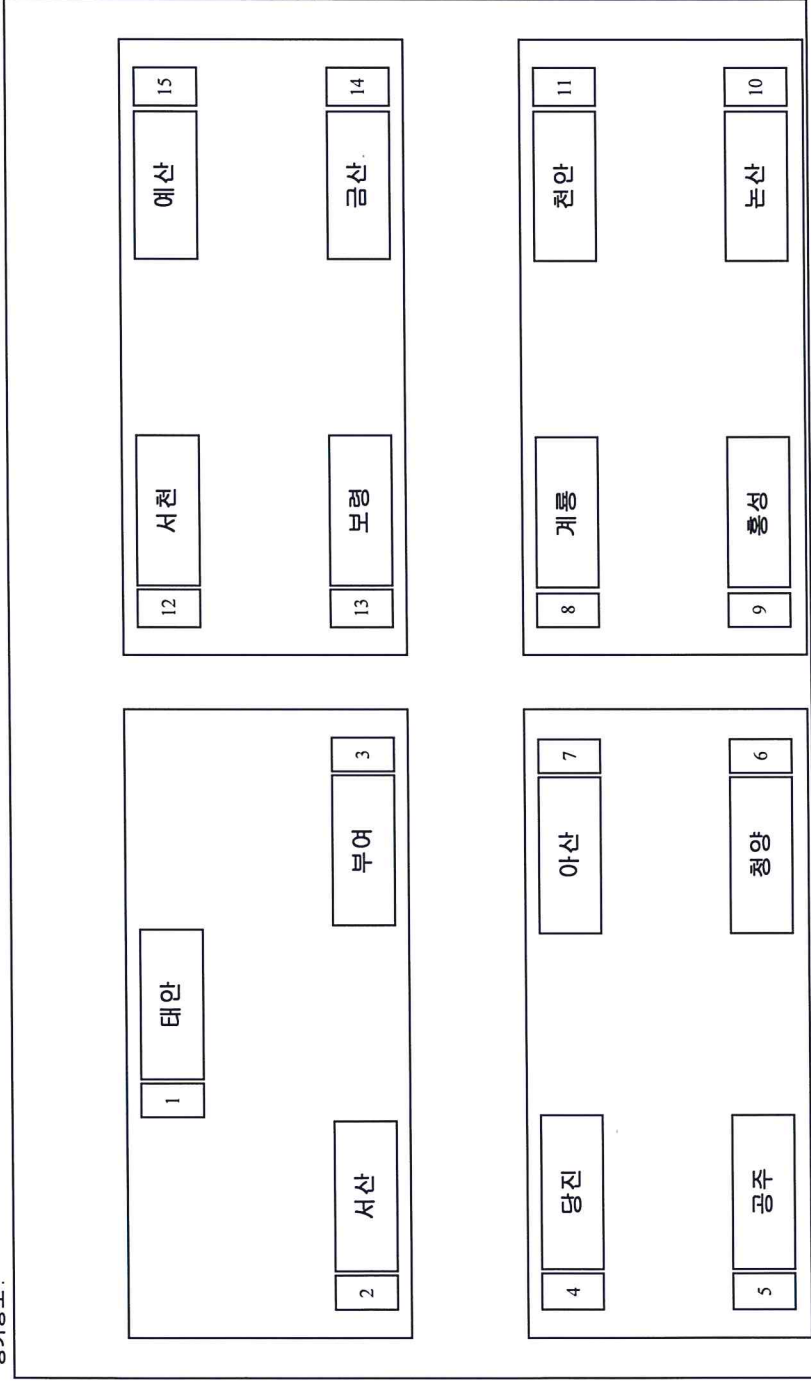 1 태안
2 서산 부여 3
12 서천 예산 15
13 보령 금산 14
4 당진 아산 7
5 공주 청양 6
8 계룡 천안 11
9 홍성 논산 10